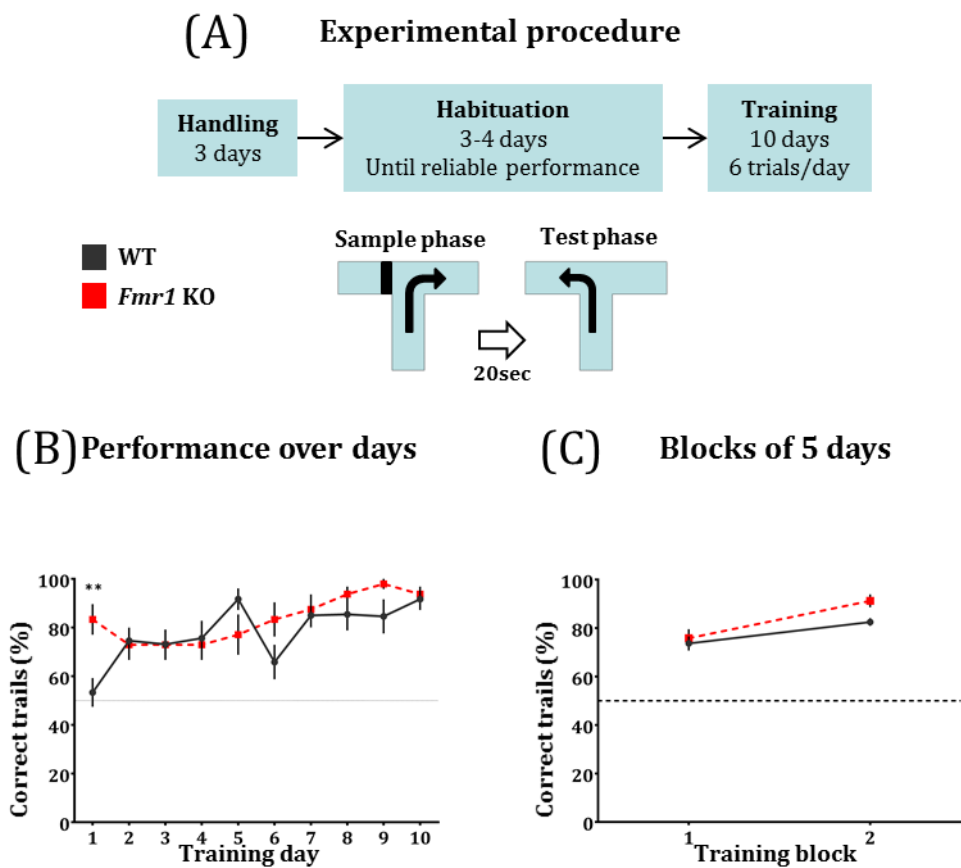 (A) Experimental procedure
Handling
3 days
Habituation
3-4 days
Until reliable performance
Training
10 days
6 trials/day
WT
Fmr1 KO
Sample phase
Test phase
20sec
(B) Performance over days
**
100
80
60
40
20
0
Correct trails (%)
1 2 3 4 5 6 7 8 9 10
Training day
(C) Blocks of 5 days
100
80
60
40
20
0
Correct trails (%)
1 2
Training block